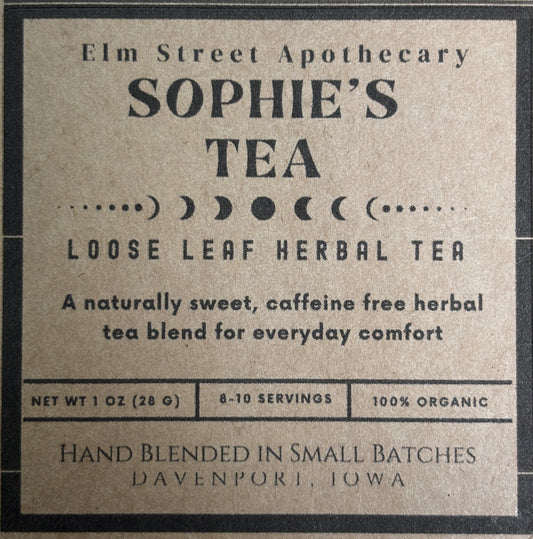 Elm Street Apothecary
SOPHIE'S
TEA
LOOSE LEAF HERBAL TEA
A naturally sweet, caffeine free herbal
tea blend for everyday comfort
NET WT 1 OZ (28 G)
8-10 SERVINGS
100% ORGANIC
HAND BLENDED IN SMALL BATCHES
DAVENPORT, IOWA